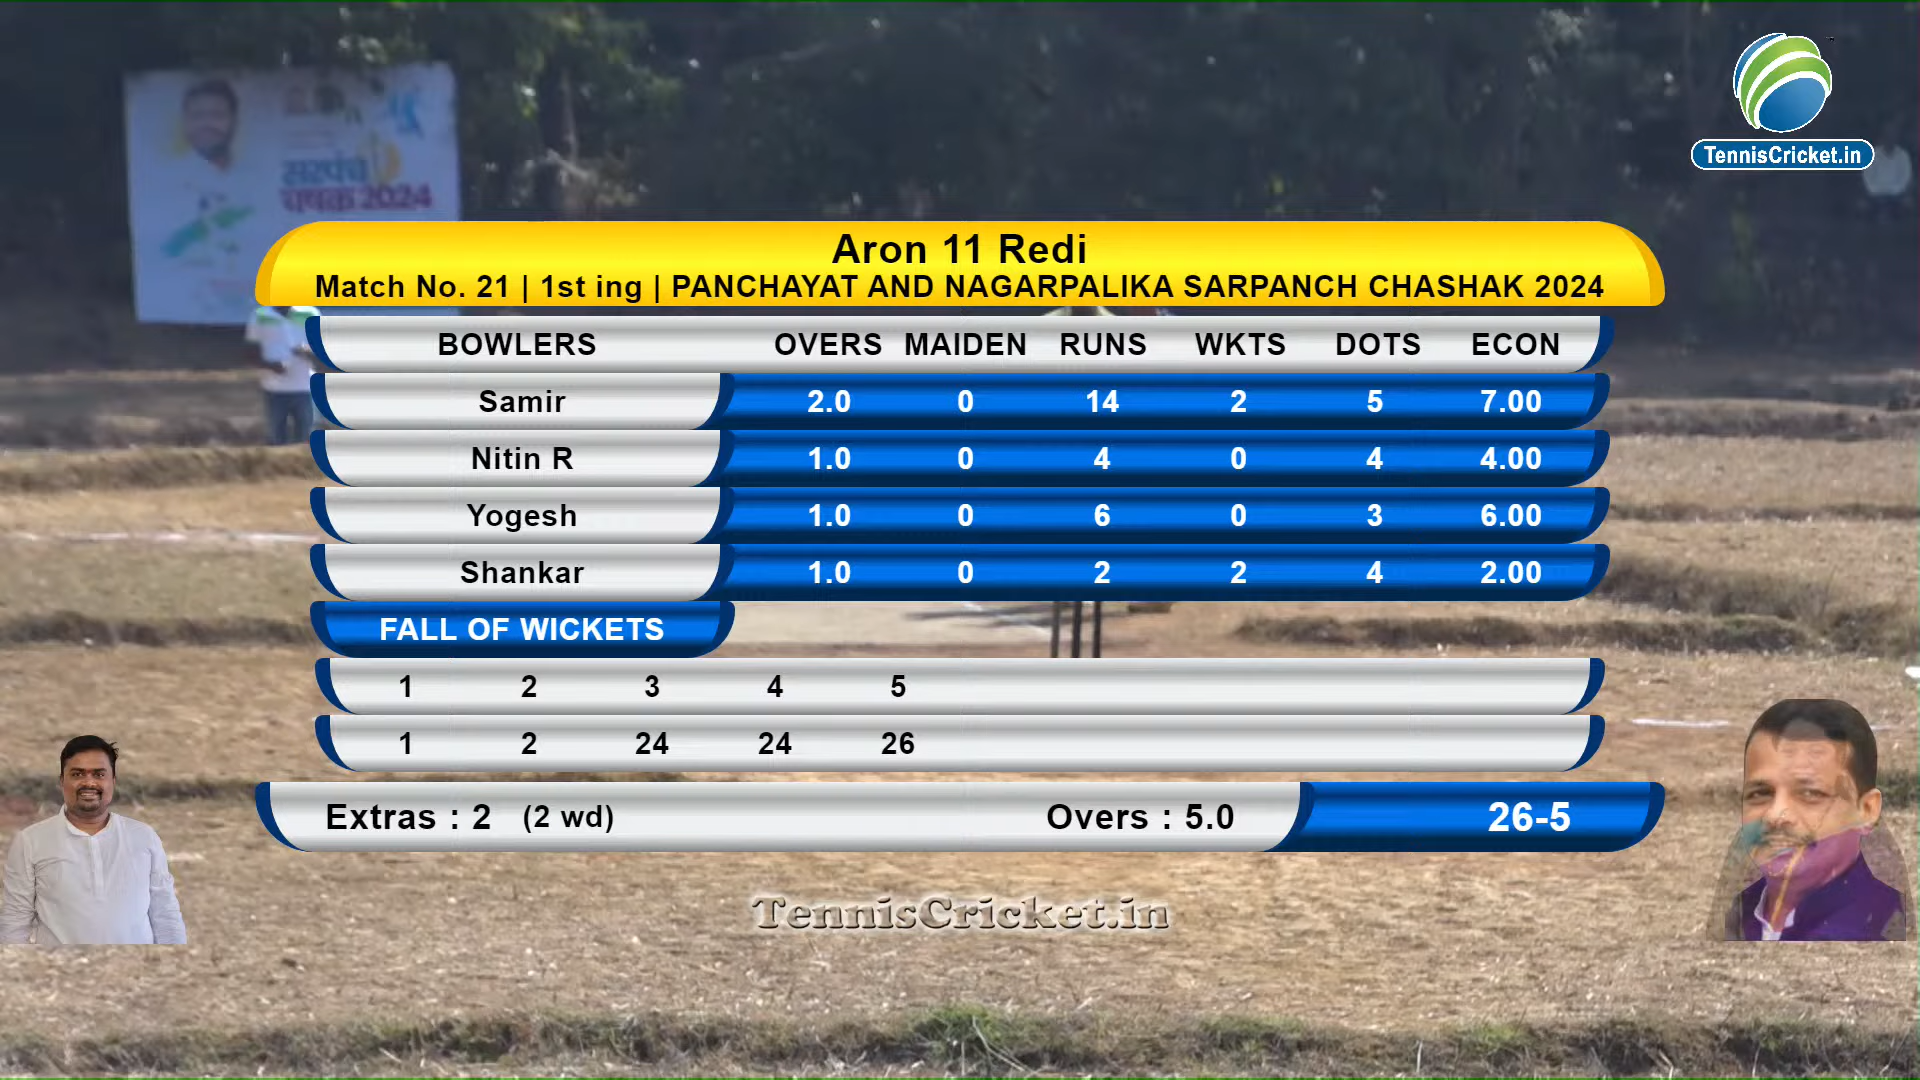 सरपंच
चषक 2024
TennisCricket.in
Aron 11 Redi
Match No. 21 | 1st ing | PANCHAYAT AND NAGARPALIKA SARPANCH CHASHAK 2024
BOWLERS OVERS MAIDEN RUNS WKTS DOTS ECON
Samir 2.0 0 14 2 5 7.00
Nitin R 1.0 0 4 0 4 4.00
Yogesh 1.0 0 6 0 3 6.00
Shankar 1.0 0 2 2 4 2.00
FALL OF WICKETS
1 2 3 4 5
1 2 24 24 26
Extras : 2 (2 wd) Overs : 5.0 26-5
TennisCricket.in